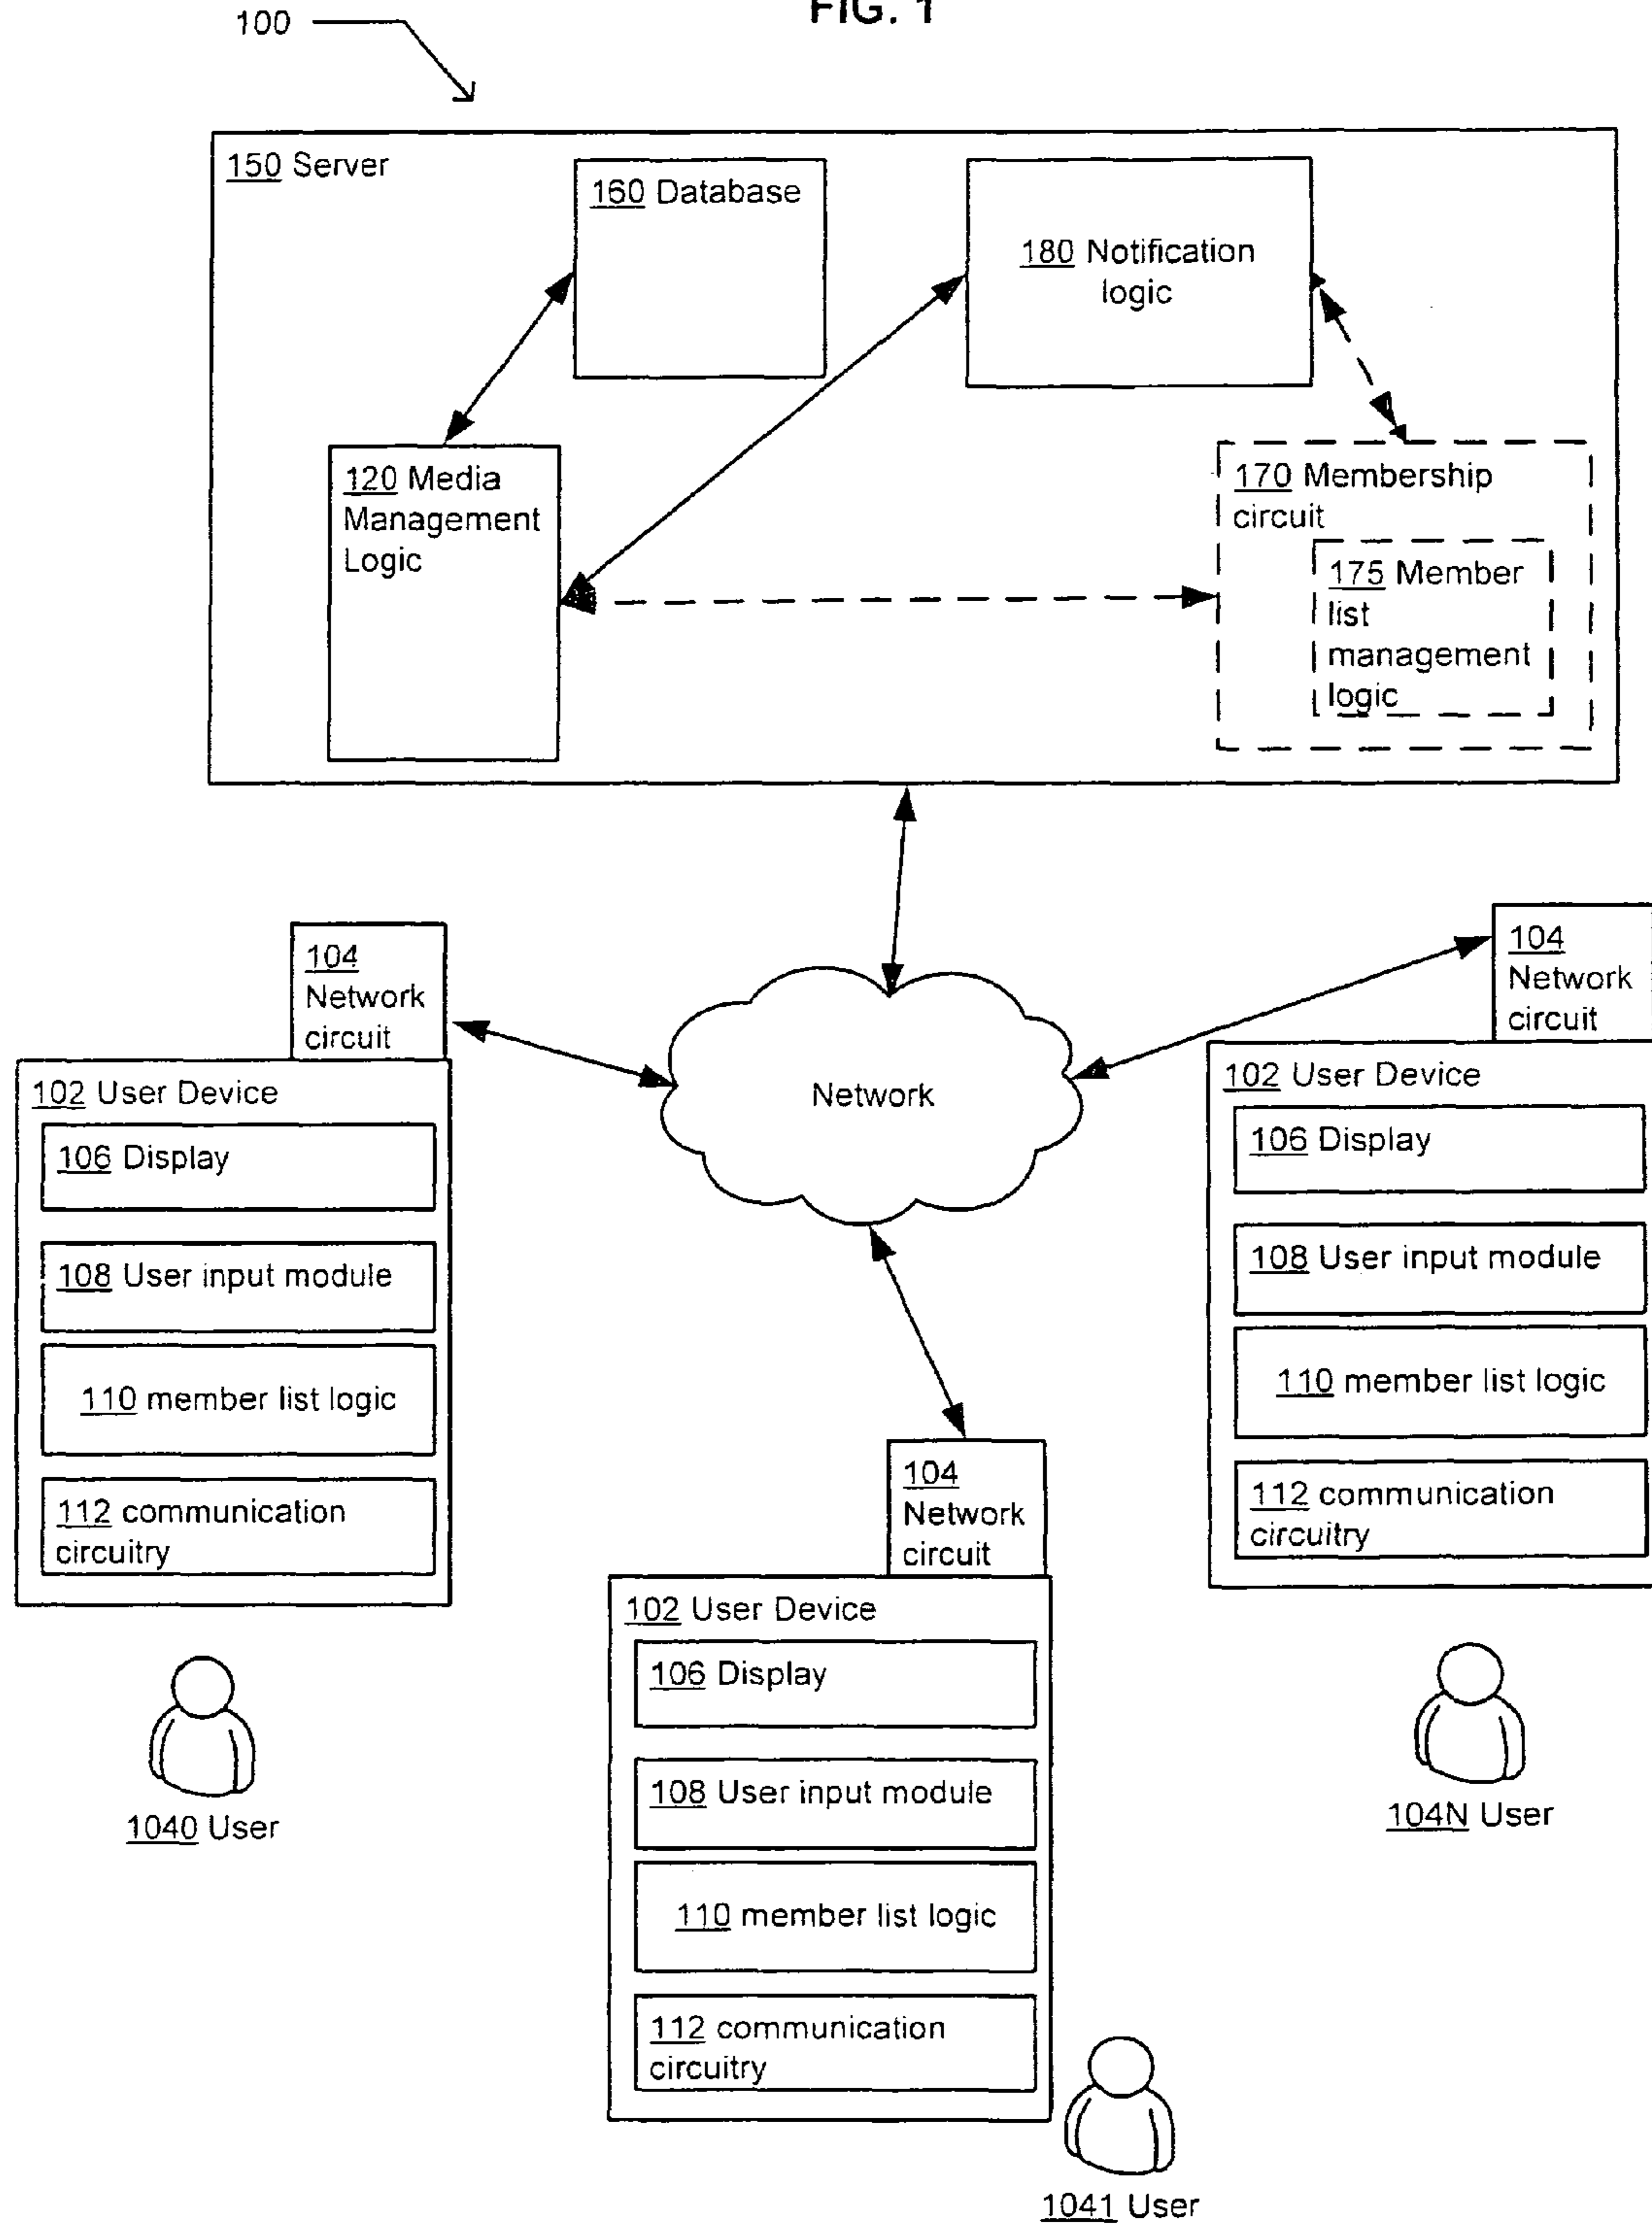 FIG. 1
100
150 Server
160 Database
180 Notification
logic
120 Media
Management
Logic
170 Membership
circuit
175 Member
list
management
logic
104
Network
circuit
102 User Device
106 Display
108 User input module
110 member list logic
112 communication
circuitry
1040 User
Network
104
Network
circuit
102 User Device
106 Display
108 User input module
110 member list logic
112 communication
circuitry
1041 User
104
Network
circuit
102 User Device
106 Display
108 User input module
110 member list logic
112 communication
circuitry
104N User